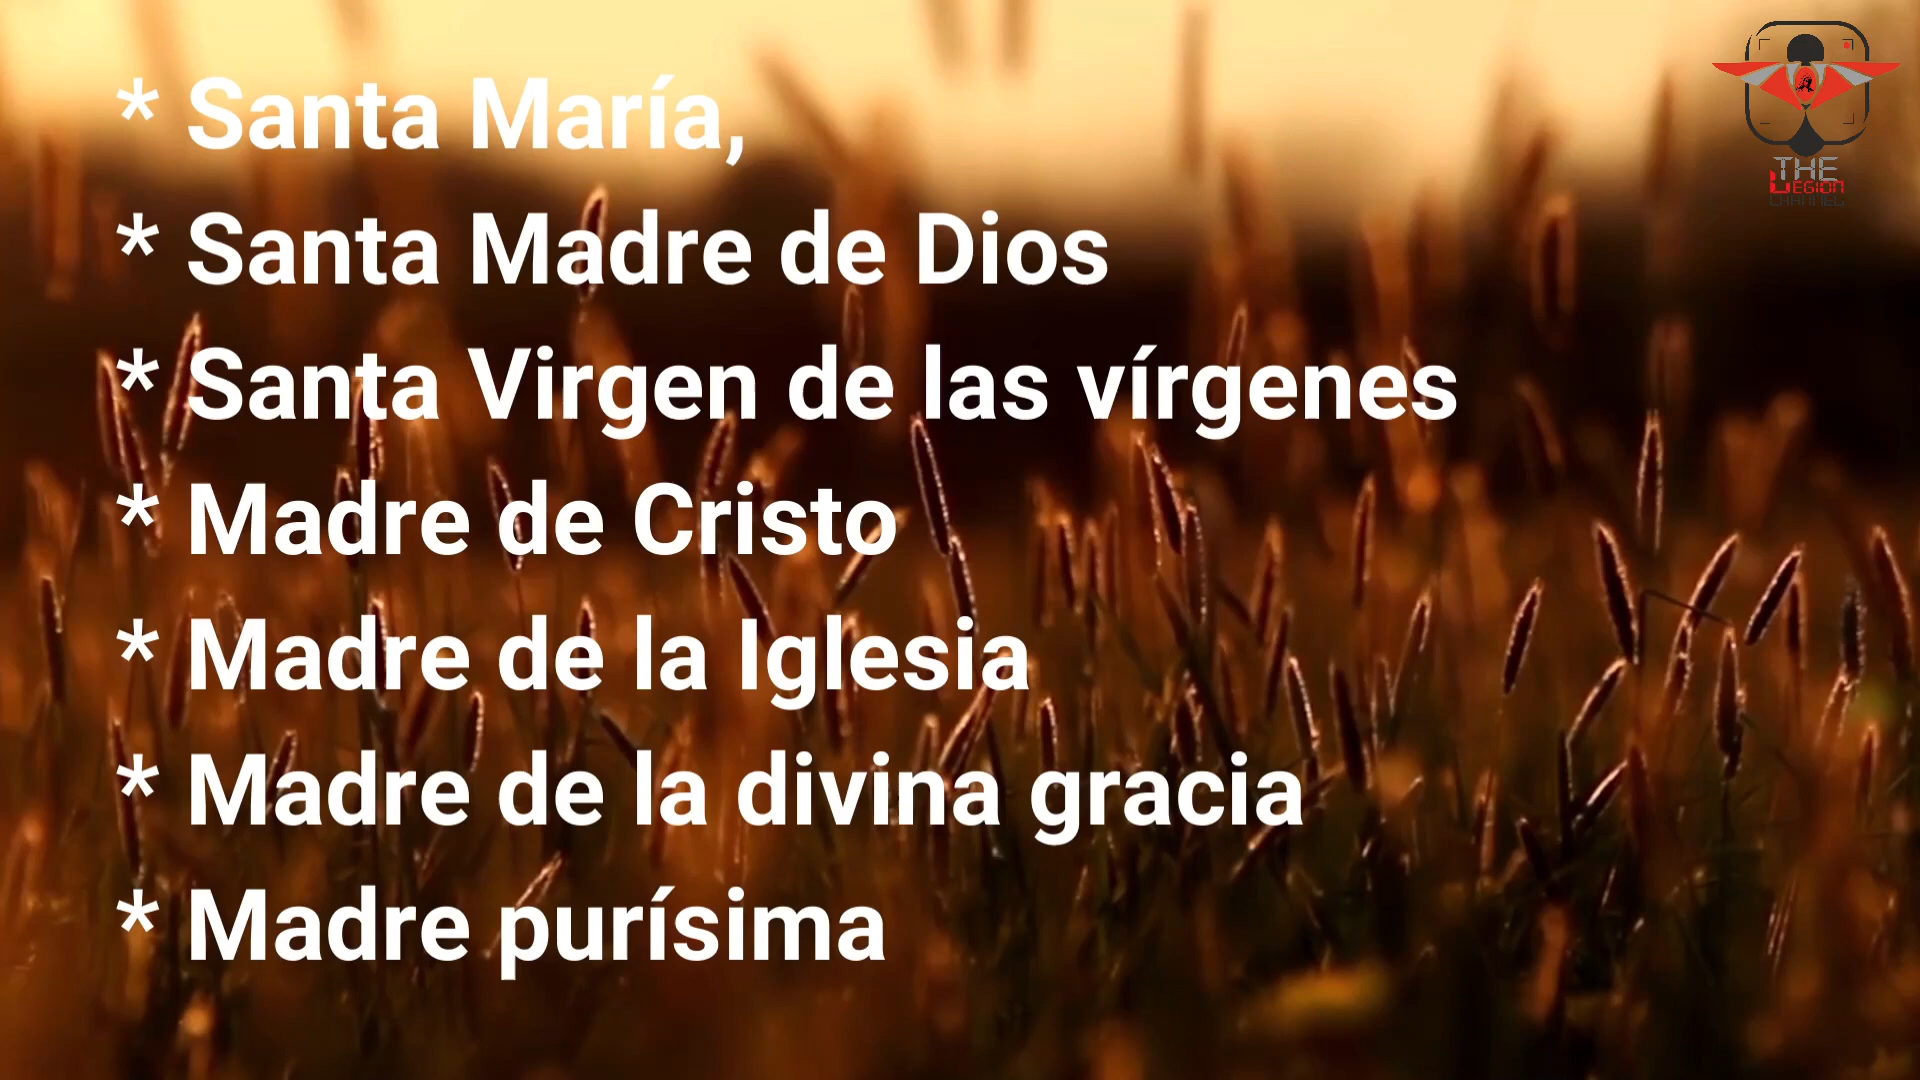 * Santa María,
* Santa Madre de Dios
* Santa Virgen de las vírgenes
* Madre de Cristo
* Madre de la Iglesia
* Madre de la divina gracia
* Madre purísima
THE
LEGION
CHANNEL